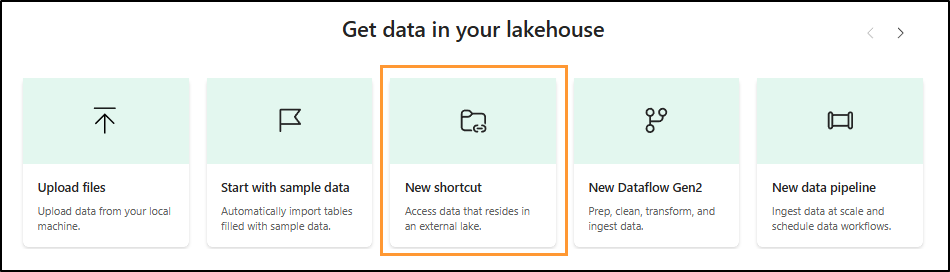 Get data in your lakehouse
Upload files
Upload data from your local
machine.
Start with sample data
Automatically import tables
filled with sample data.
New shortcut
Access data that resides in
an external lake.
New Dataflow Gen2
Prep, clean, transform, and
ingest data.
New data pipeline
Ingest data at scale and
schedule data workflows.